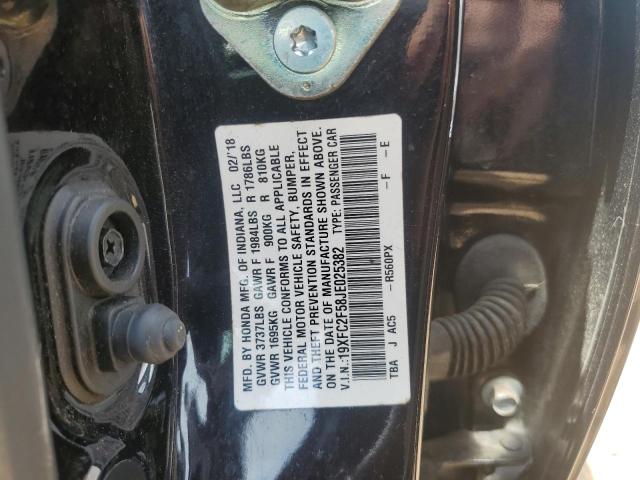 MFD. BY HONDA MFG. OF INDIANA, LLC 02/'18
GVWR 3737LBS GAWR F 1984LBS R 1786LBS
GVWR 1695KG GAWR F 900KG R 810KG
THIS VEHICLE CONFORMS TO ALL APPLICABLE
FEDERAL MOTOR VEHICLE SAFETY, BUMPER,
AND THEFT PREVENTION STANDARDS IN EFFECT
ON THE DATE OF MANUFACTURE SHOWN ABOVE.
V.I.N.:19XFC2F58JE025382 TYPE: PASSENGER CAR
TBA J AC5 -R560PX -F -E